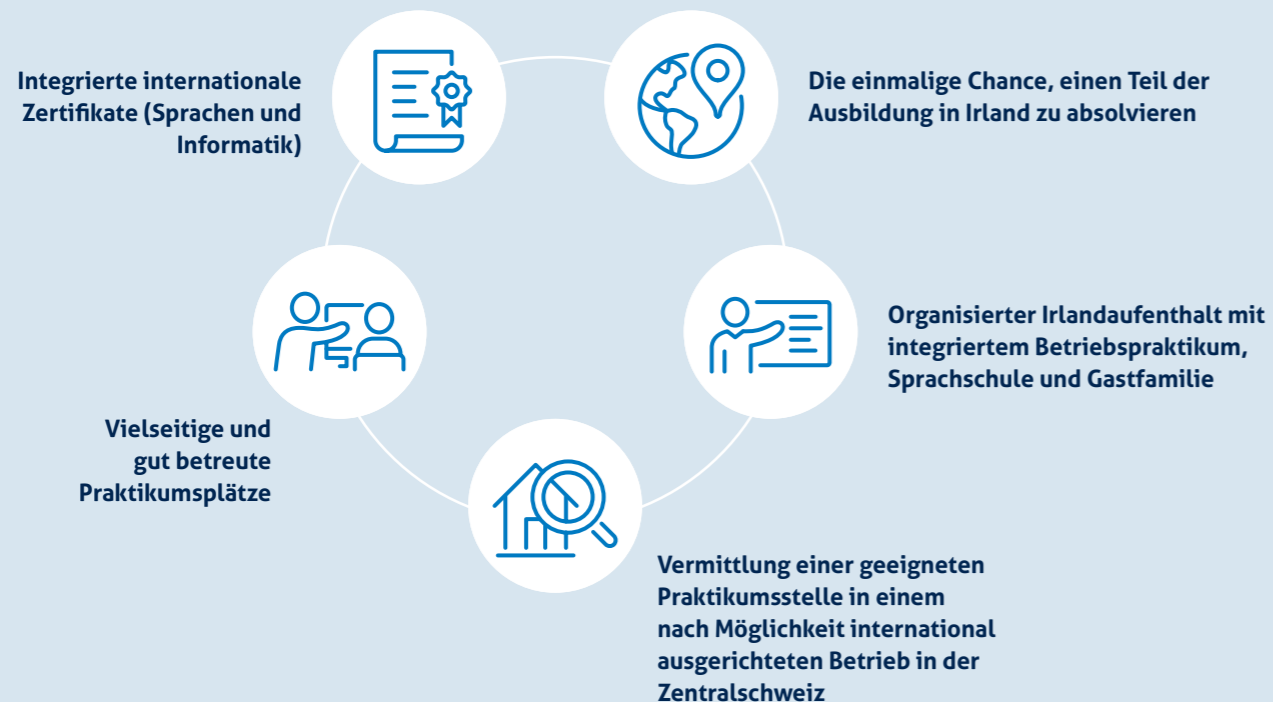 Integrierte internationale
Zertifikate (Sprachen und
Informatik)
Die einmalige Chance, einen Teil der
Ausbildung in Irland zu absolvieren
Organisierter Irlandaufenthalt mit
integriertem Betriebspraktikum,
Sprachschule und Gastfamilie
Vielseitige und
gut betreute
Praktikumsplätze
Vermittlung einer geeigneten
Praktikumsstelle in einem
nach Möglichkeit international
ausgerichteten Betrieb in der
Zentralschweiz